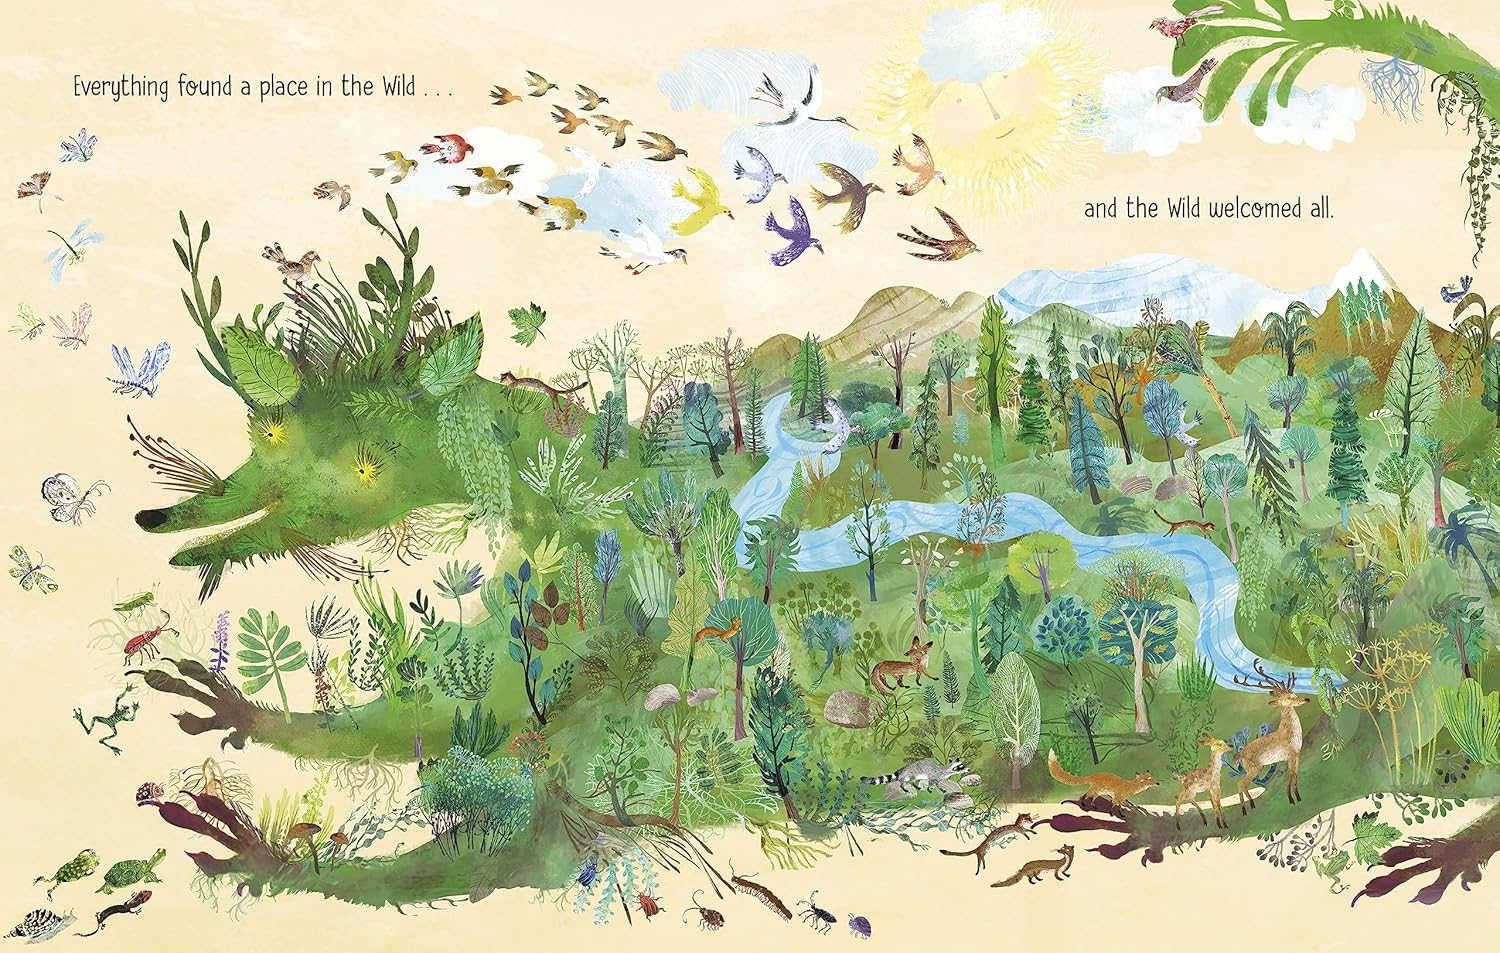 Everything found a place in the Wild . . .
and the Wild welcomed all.